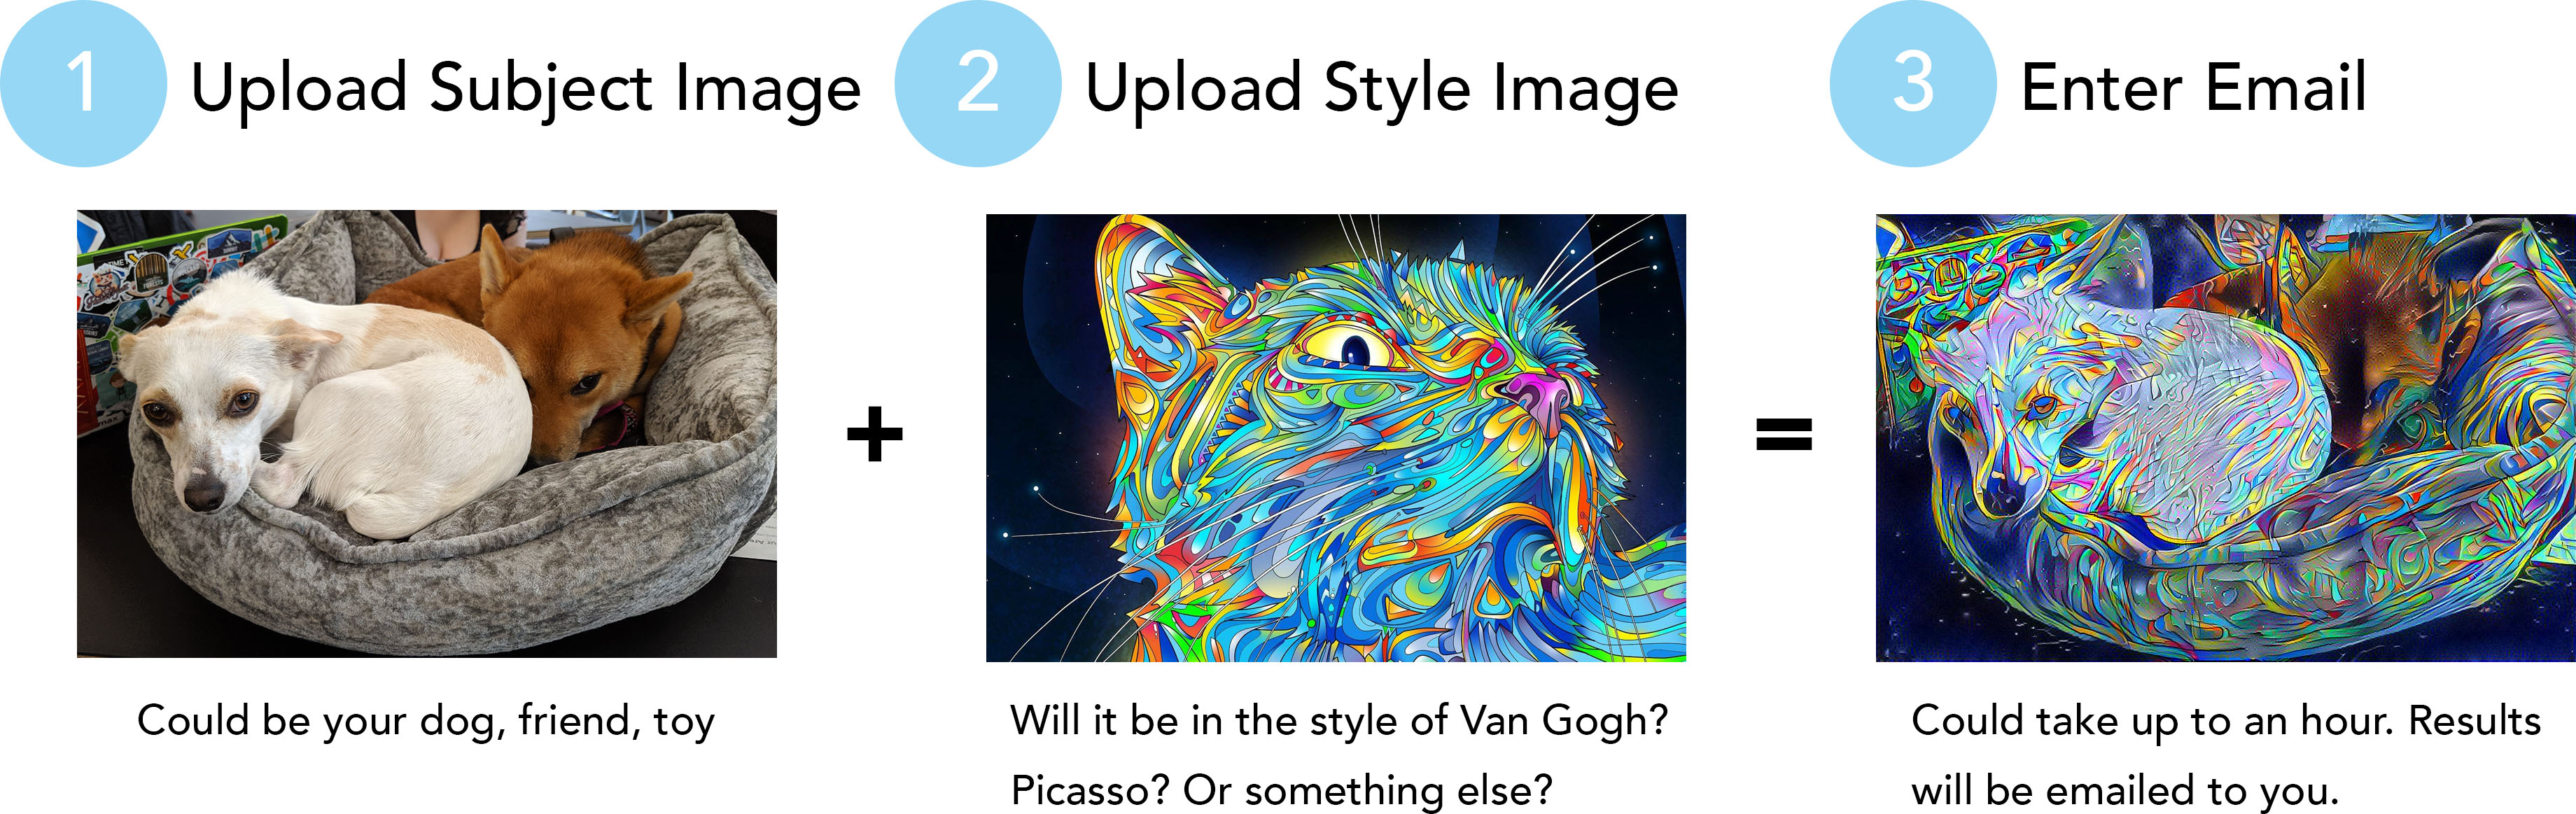 1 Upload Subject Image
2 Upload Style Image
3 Enter Email
+
=
Could be your dog, friend, toy
Will it be in the style of Van Gogh?
Picasso? Or something else?
Could take up to an hour. Results
will be emailed to you.